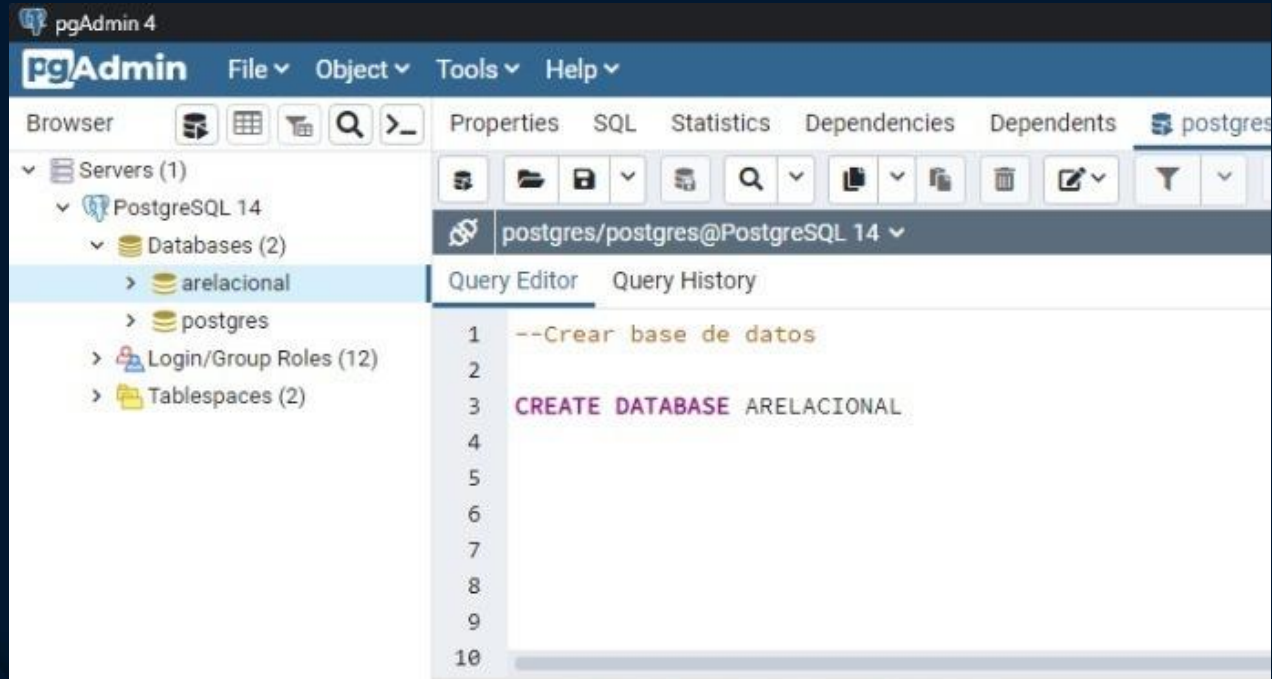 pgAdmin 4
pgAdmin File Object Tools Help
Browser
Properties SQL Statistics Dependencies Dependents postgres
Servers (1)
PostgreSQL 14
Databases (2)
arelacional
postgres
Login/Group Roles (12)
Tablespaces (2)
postgres/postgres@PostgreSQL 14
Query Editor Query History
1 --Crear base de datos
2
3 CREATE DATABASE ARELACIONAL
4
5
6
7
8
9
10